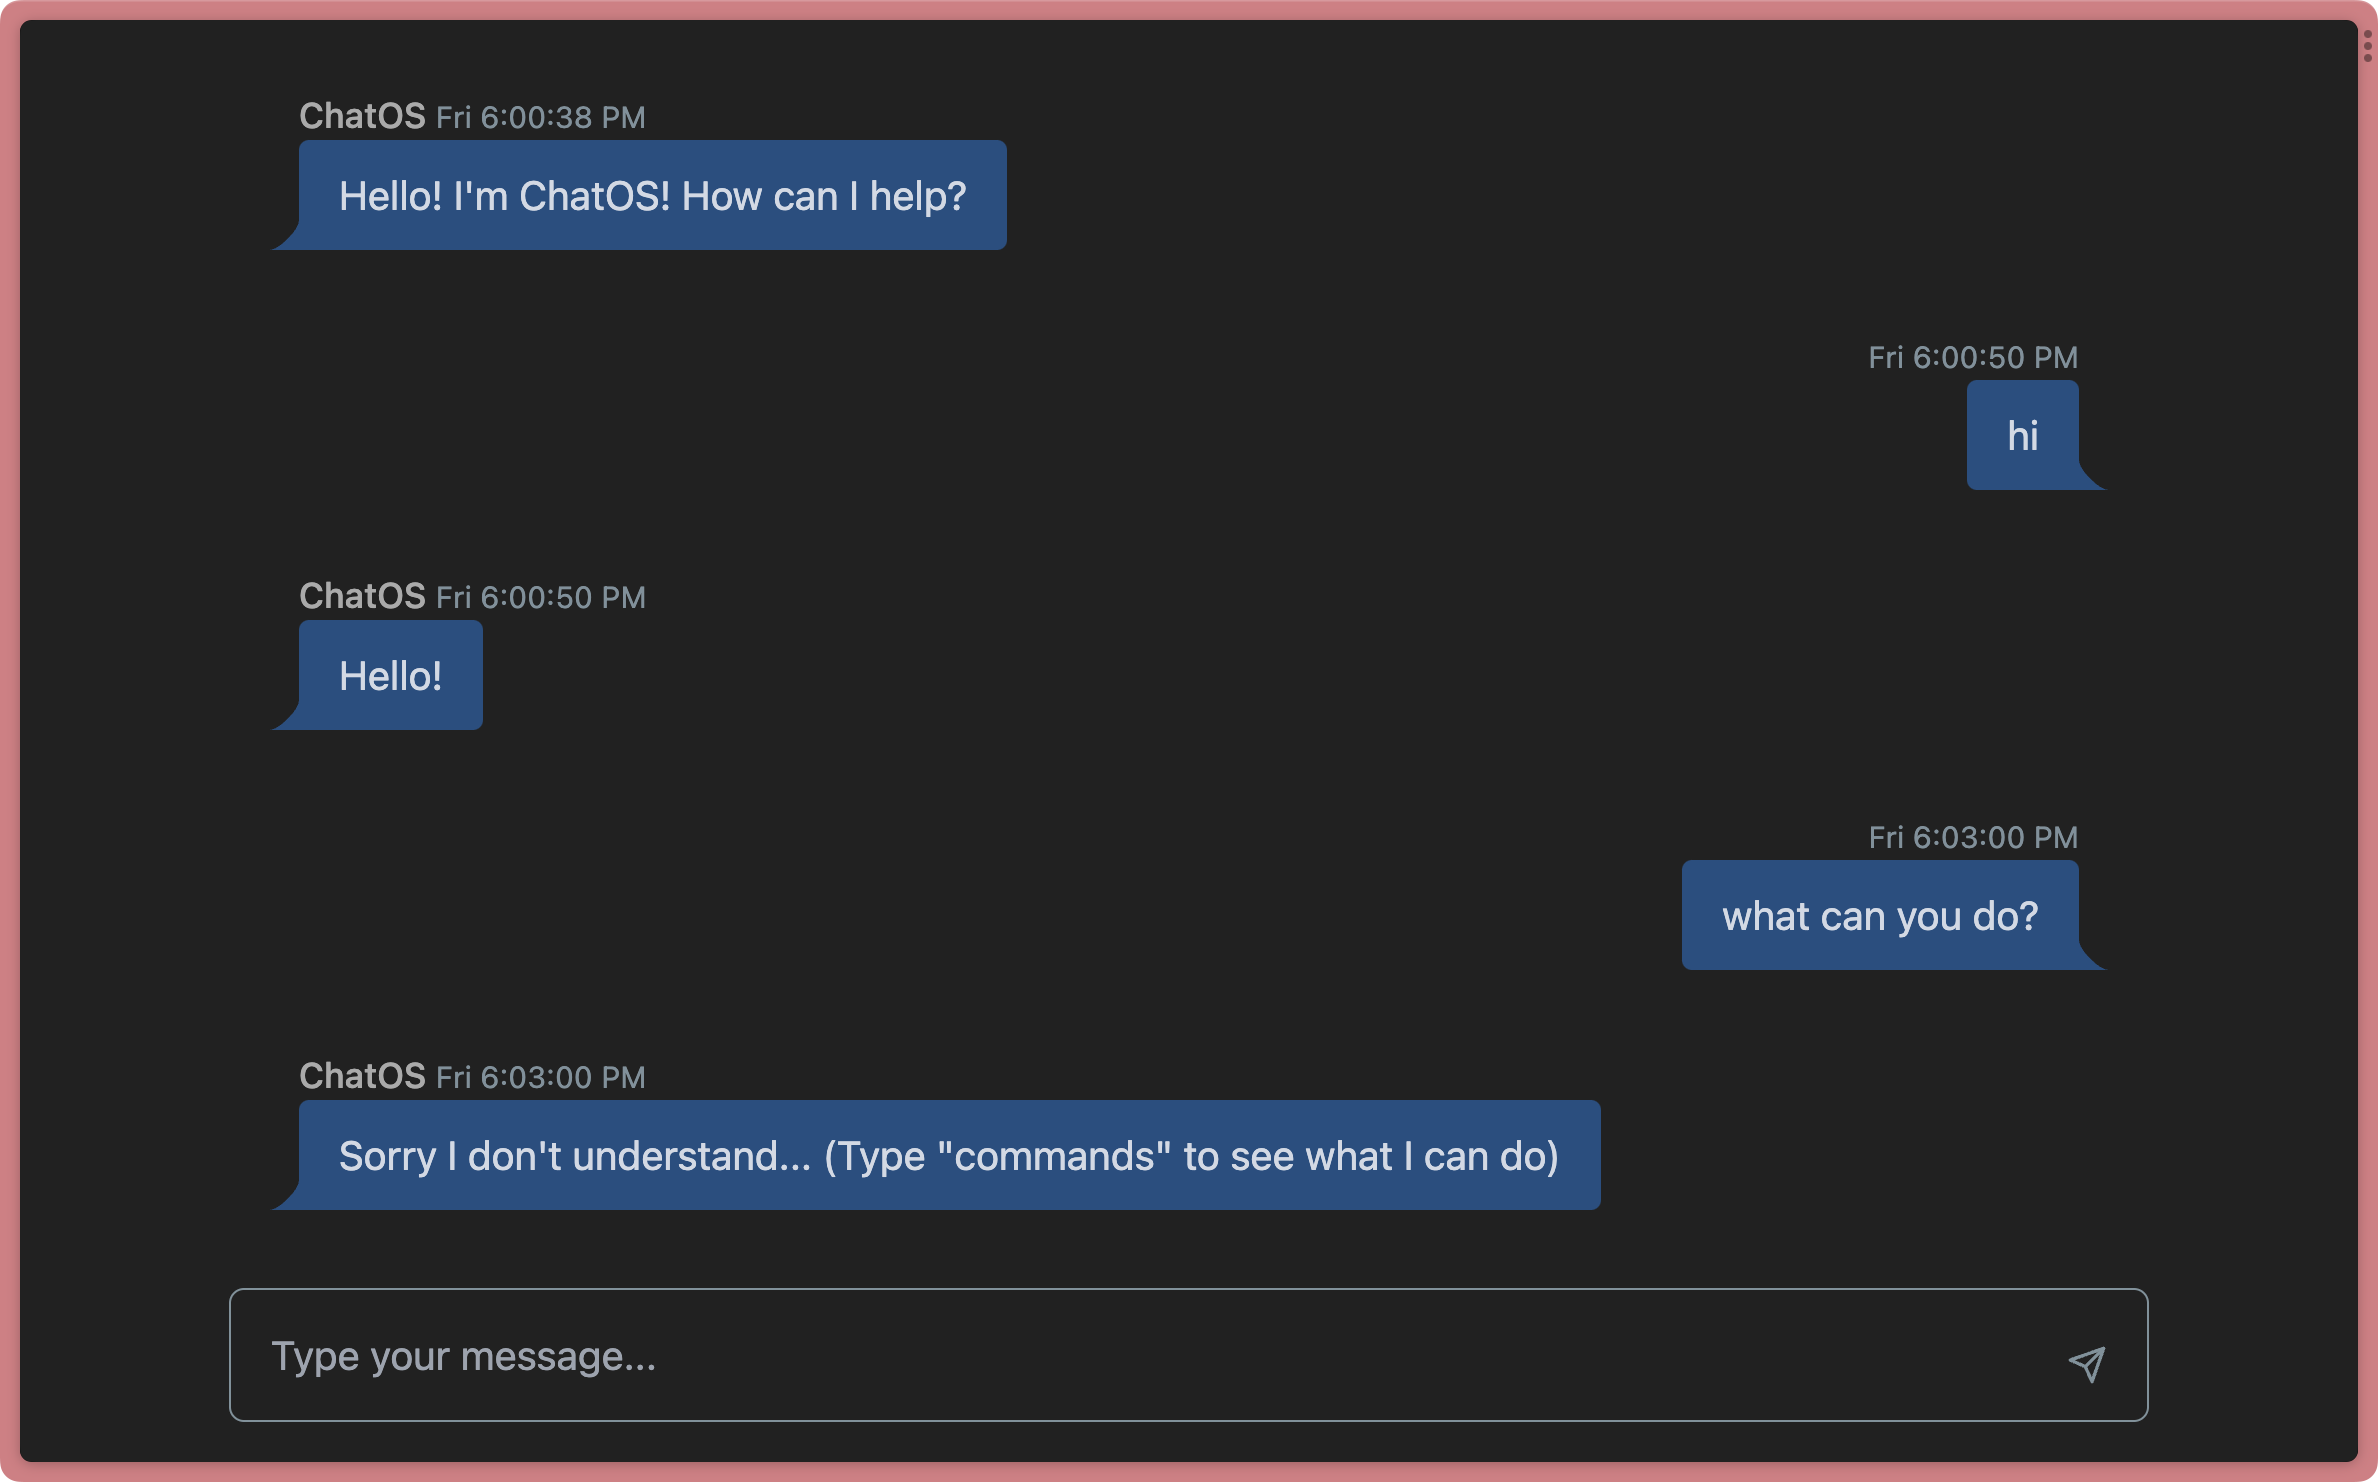 ChatOS Fri 6:00:38 PM
Hello! I'm ChatOS! How can I help?
Fri 6:00:50 PM
hi
ChatOS Fri 6:00:50 PM
Hello!
Fri 6:03:00 PM
what can you do?
ChatOS Fri 6:03:00 PM
Sorry I don't understand... (Type "commands" to see what I can do)
Type your message...